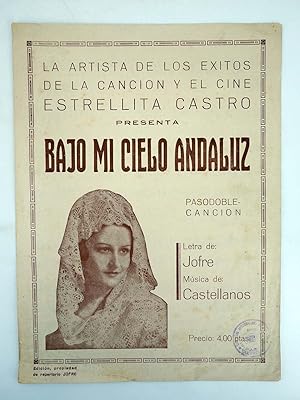 LA ARTISTA DE LOS EXITOS
DE LA CANCION Y EL CINE
ESTRELLITA CASTRO
PRESENTA
BAJO MI CIELO ANDALUZ
PASODOBLE-
CANCION
Letra de:
Jofre
Música de:
Castellanos
Precio: 4,00 ptas.
Edición, propiedad
de repertorio JOFRE